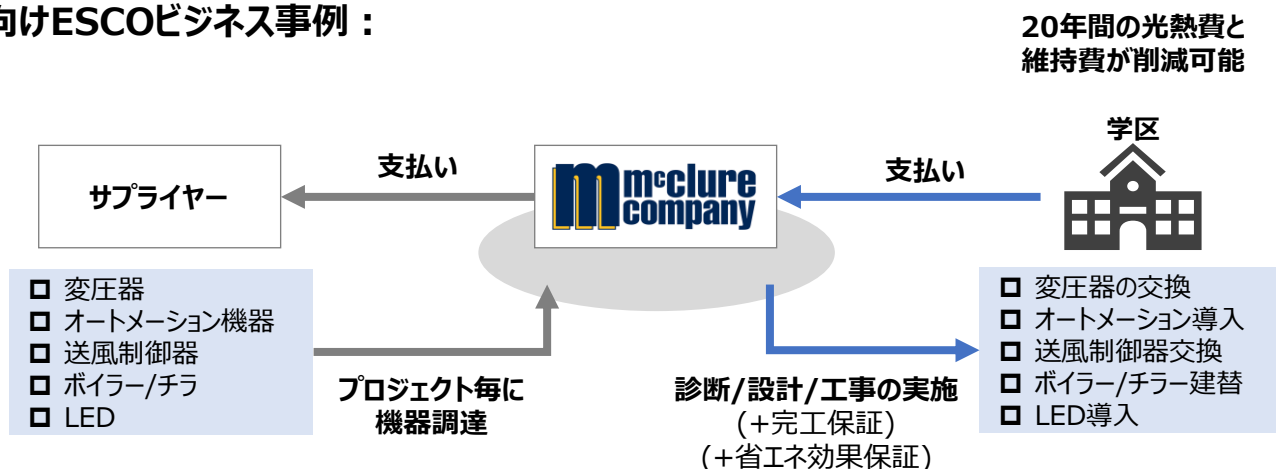 向けESCOビジネス事例：
20年間の光熱費と
維持費が削減可能
学区
サプライヤー
支払い
mcclure
company
支払い
変圧器
オートメーション機器
送風制御器
ボイラー/チラ
LED
プロジェクト毎に
機器調達
診断/設計/工事の実施
(+完工保証)
(+省エネ効果保証)
変圧器の交換
オートメーション導入
送風制御器交換
ボイラー/チラー建替
LED導入